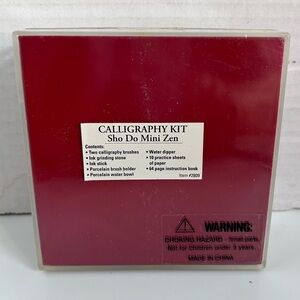 CALLIGRAPHY KIT
Sho Do Mini Zen
Contents:
• Two calligraphy brushes
• Ink grinding stone
• Ink stick
• Porcelain brush holder
• Porcelain water bowl
• Water dipper
• 10 practice sheets
of paper
• 64 page instruction book
Item #2809
WARNING:
CHOKING HAZARD - Small parts
Not for children under 3 years.
MADE IN CHINA